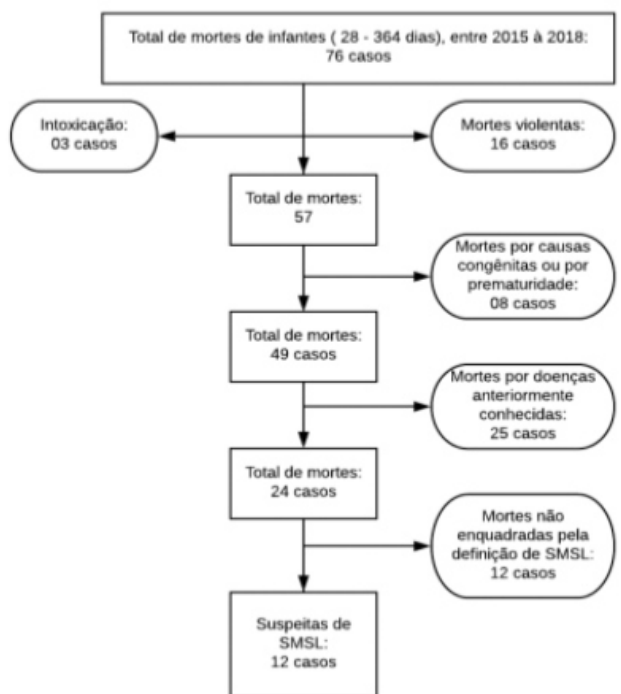 Total de mortes de infantes ( 28 - 364 dias), entre 2015 à 2018:
76 casos
Intoxicação:
03 casos
Mortes violentas:
16 casos
Total de mortes:
57
Mortes por causas
congênitas ou por
prematuridade:
08 casos
Total de mortes:
49 casos
Mortes por doenças
anteriormente
conhecidas:
25 casos
Total de mortes:
24 casos
Mortes não
enquadradas pela
definição de SMSL:
12 casos
Suspeitas de
SMSL:
12 casos